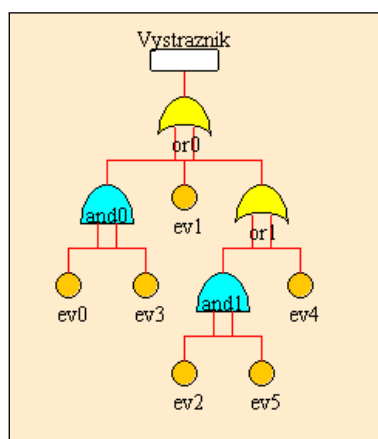 Vystraznik
or0
and0
ev1
or1
ev0
ev3
and1
ev4
ev2
ev5